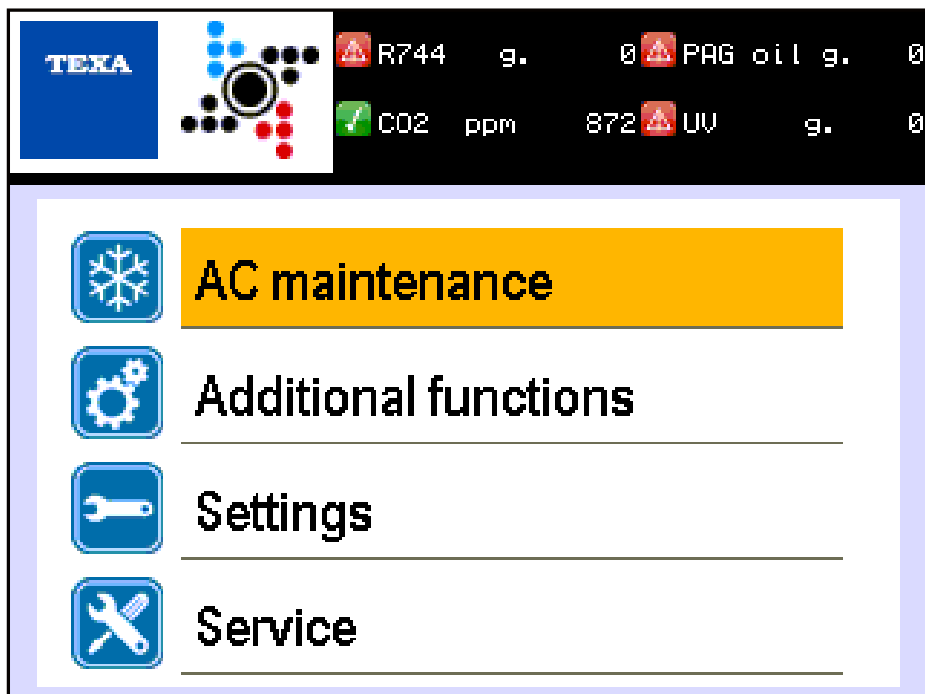 TEXA
R744 g. 0 PAG oil g. 0
CO2 ppm 872 UV g. 0
AC maintenance
Additional functions
Settings
Service